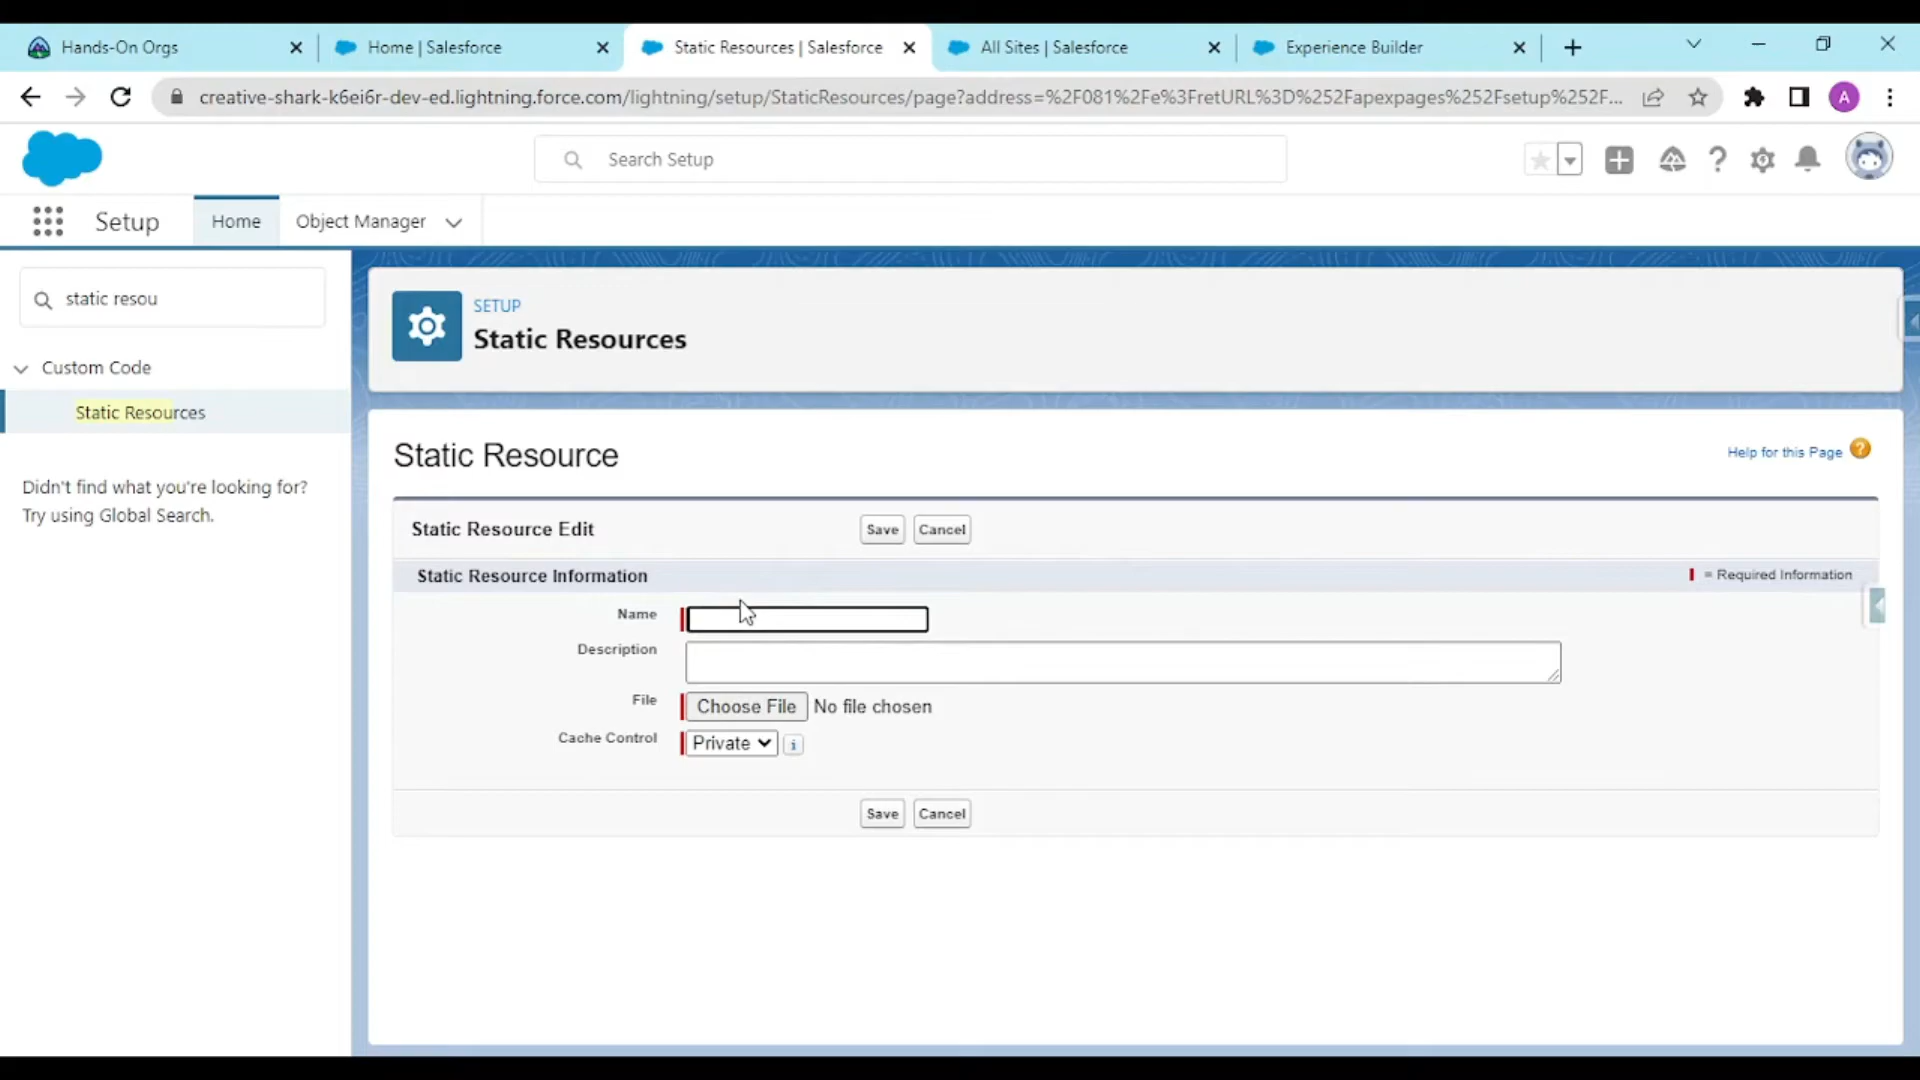 Hands-On Orgs
Home | Salesforce
Static Resources | Salesforce
All Sites | Salesforce
Experience Builder
creative-shark-k6ei6r-dev-ed.lightning.force.com/lightning/setup/StaticResources/page?address=%2F081%2Fe%3FretURL%3D%252Fapexpages%252Fsetup%252F...
A
Search Setup
Setup
Home
Object Manager
static resou
Custom Code
Static Resources
Didn't find what you're looking for?
Try using Global Search.
SETUP
Static Resources
Static Resource
Help for this Page ?
Static Resource Edit
Save
Cancel
Static Resource Information
= Required Information
Name
Description
File
Choose File No file chosen
Cache Control
Private
i
Save
Cancel